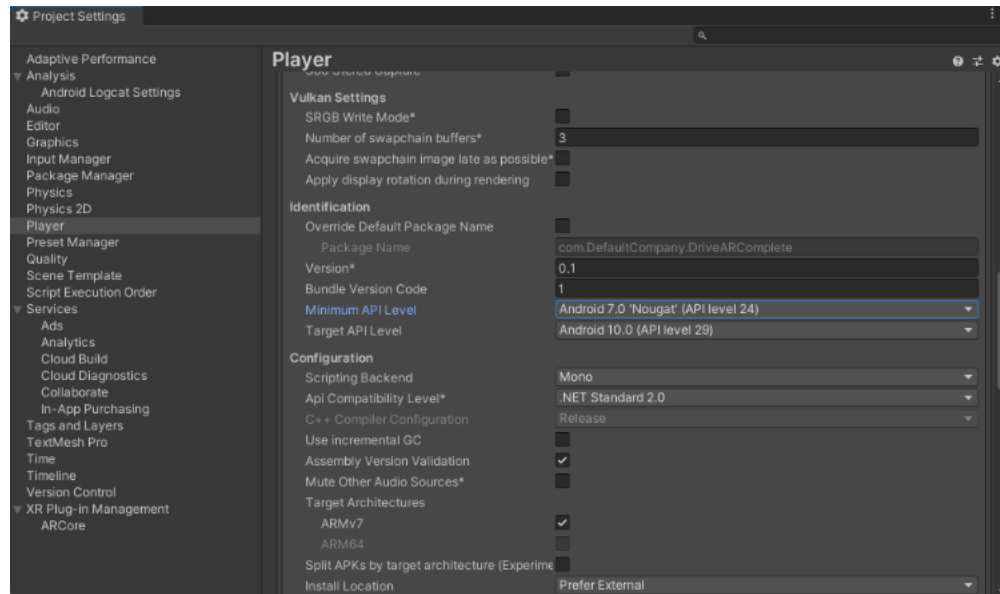 Project Settings
Adaptive Performance
Analysis
Android Logcat Settings
Audio
Editor
Graphics
Input Manager
Package Manager
Physics
Physics 2D
Player
Preset Manager
Quality
Scene Template
Script Execution Order
Services
Ads
Analytics
Cloud Build
Cloud Diagnostics
Collaborate
In-App Purchasing
Tags and Layers
TextMesh Pro
Time
Timeline
Version Control
XR Plug-in Management
ARCore
Player
Vulkan Settings
SRGB Write Mode*
Number of swapchain buffers* 3
Acquire swapchain image late as possible*
Apply display rotation during rendering
Identification
Override Default Package Name
Package Name com.DefaultCompany.DriveARComplete
Version* 0.1
Bundle Version Code 1
Minimum API Level Android 7.0 'Nougat' (API level 24)
Target API Level Android 10.0 (API level 29)
Configuration
Scripting Backend Mono
Api Compatibility Level* .NET Standard 2.0
C++ Compiler Configuration Release
Use incremental GC
Assembly Version Validation
Mute Other Audio Sources*
Target Architectures
ARMv7
ARM64
Split APKs by target architecture (Experime
Install Location Prefer External